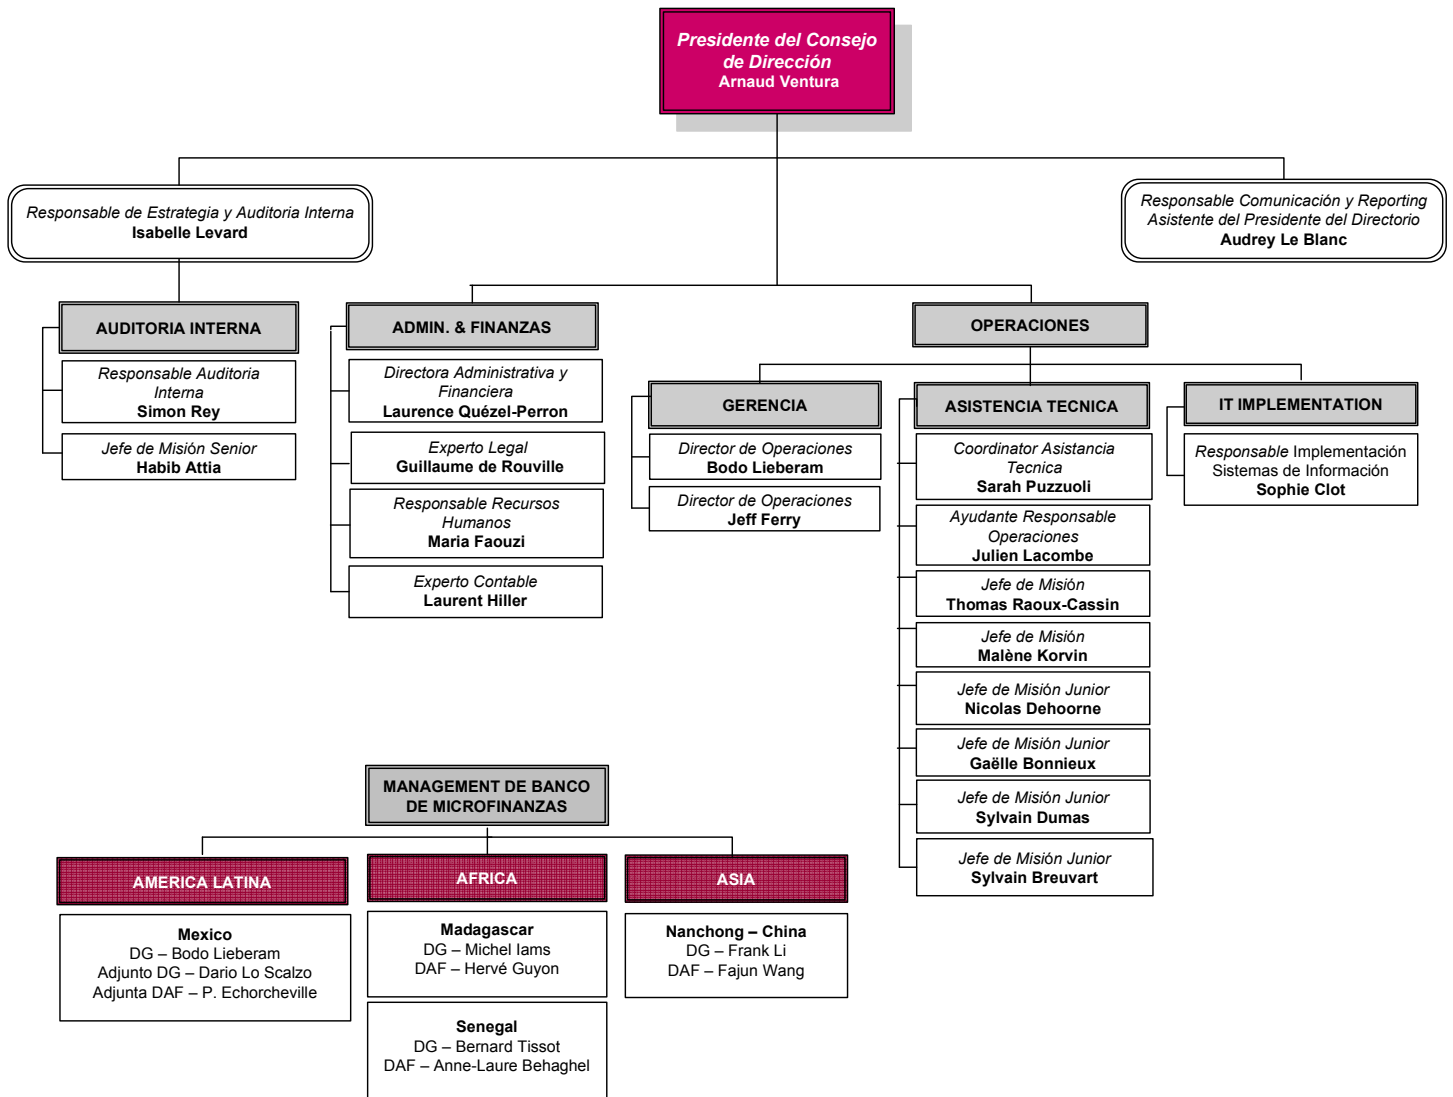 Presidente del Consejo
de Dirección
Arnaud Ventura
Responsable de Estrategia y Auditoria Interna
Isabelle Levard
Responsable Comunicación y Reporting
Asistente del Presidente del Directorio
Audrey Le Blanc
AUDITORIA INTERNA
Responsable Auditoria
Interna
Simon Rey
Jefe de Misión Senior
Habib Attia
ADMIN. & FINANZAS
Directora Administrativa y
Financiera
Laurence Quézel-Perron
Experto Legal
Guillaume de Rouville
Responsable Recursos
Humanos
Maria Faouzi
Experto Contable
Laurent Hiller
OPERACIONES
GERENCIA
Director de Operaciones
Bodo Lieberam
Director de Operaciones
Jeff Ferry
ASISTENCIA TECNICA
Coordinator Asistancia
Tecnica
Sarah Puzzuoli
Ayudante Responsable
Operaciones
Julien Lacombe
Jefe de Misión
Thomas Raoux-Cassin
Jefe de Misión
Malène Korvin
Jefe de Misión Junior
Nicolas Dehoorne
Jefe de Misión Junior
Gaëlle Bonnieux
Jefe de Misión Junior
Sylvain Dumas
Jefe de Misión Junior
Sylvain Breuvart
IT IMPLEMENTATION
Responsable Implementación
Sistemas de Información
Sophie Clot
MANAGEMENT DE BANCO
DE MICROFINANZAS
AMERICA LATINA
Mexico
DG – Bodo Lieberam
Adjunto DG – Dario Lo Scalzo
Adjunta DAF – P. Echorcheville
AFRICA
Madagascar
DG – Michel Iams
DAF – Hervé Guyon
Senegal
DG – Bernard Tissot
DAF – Anne-Laure Behaghel
ASIA
Nanchong – China
DG – Frank Li
DAF – Fajun Wang